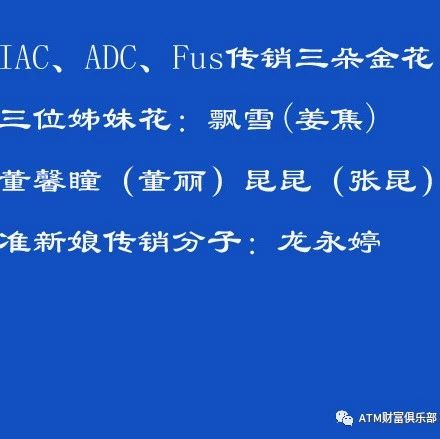 IAC、ADC、Fus传销三朵金花
三位姊妹花：飘雪(姜焦)
董馨瞳（董丽）昆昆（张昆）
准新娘传销分子：龙永婷
ATM财富俱乐部